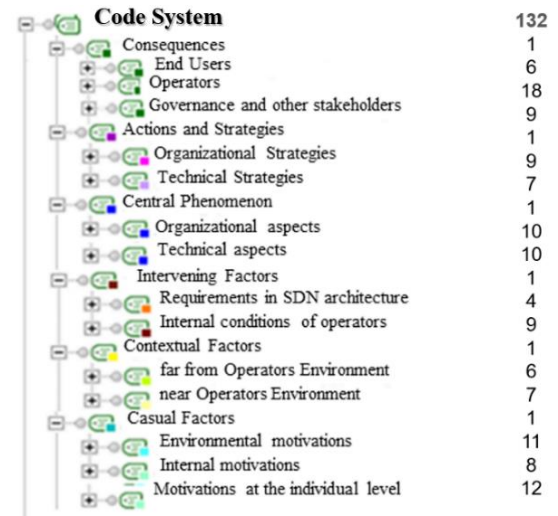 Code System 132
Consequences 1
End Users 6
Operators 18
Governance and other stakeholders 9
Actions and Strategies 1
Organizational Strategies 9
Technical Strategies 7
Central Phenomenon 1
Organizational aspects 10
Technical aspects 10
Intervening Factors 1
Requirements in SDN architecture 4
Internal conditions of operators 9
Contextual Factors 1
far from Operators Environment 6
near Operators Environment 7
Casual Factors 1
Environmental motivations 11
Internal motivations 8
Motivations at the individual level 12